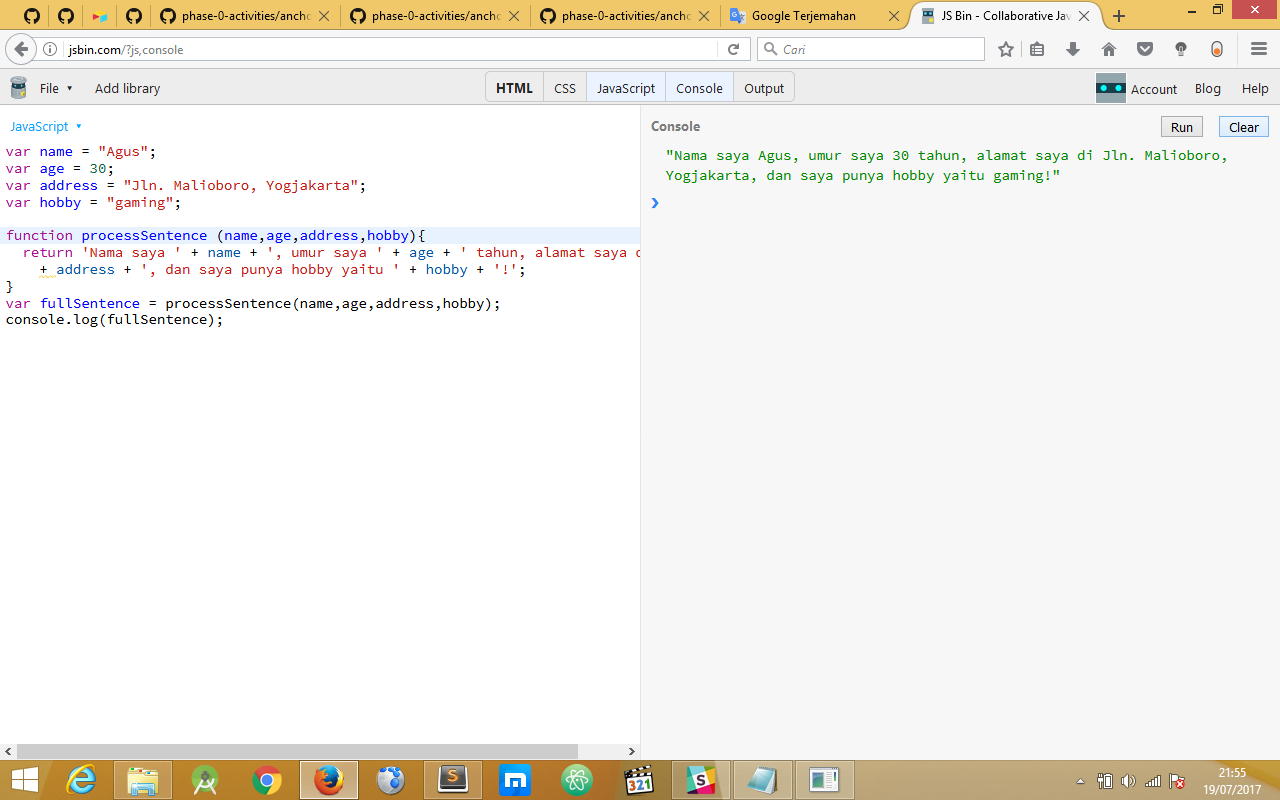 phase-0-activities/ancho
phase-0-activities/ancho
phase-0-activities/ancho
Google Terjemahan
JS Bin - Collaborative Jav
jsbin.com/?js,console
Cari
File
Add library
HTML
CSS
JavaScript
Console
Output
Account
Blog
Help
JavaScript
var name = "Agus";
var age = 30;
var address = "Jln. Malioboro, Yogjakarta";
var hobby = "gaming";
function processSentence (name,age,address,hobby){
return 'Nama saya ' + name + ', umur saya ' + age + ' tahun, alamat saya d
+ address + ', dan saya punya hobby yaitu ' + hobby + '!';
}
var fullSentence = processSentence(name,age,address,hobby);
console.log(fullSentence);
Console
Run
Clear
"Nama saya Agus, umur saya 30 tahun, alamat saya di Jln. Malioboro,
Yogjakarta, dan saya punya hobby yaitu gaming!"
321
21:55
19/07/2017